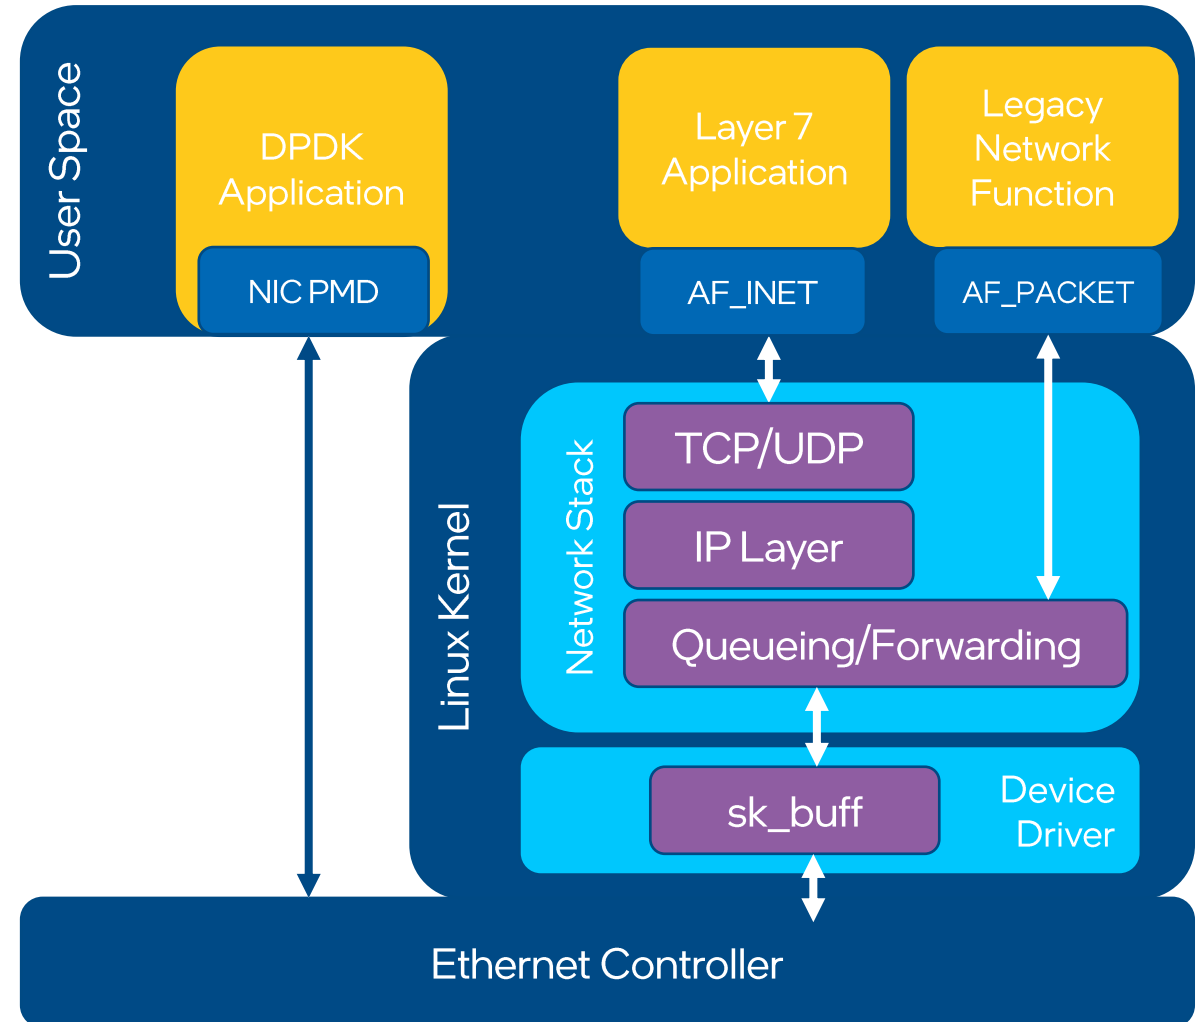 User Space
DPDK
Application
NIC PMD
Layer 7
Application
AF_INET
Legacy
Network
Function
AF_PACKET
Linux Kernel
Network Stack
TCP/UDP
IP Layer
Queueing/Forwarding
sk_buff
Device
Driver
Ethernet Controller